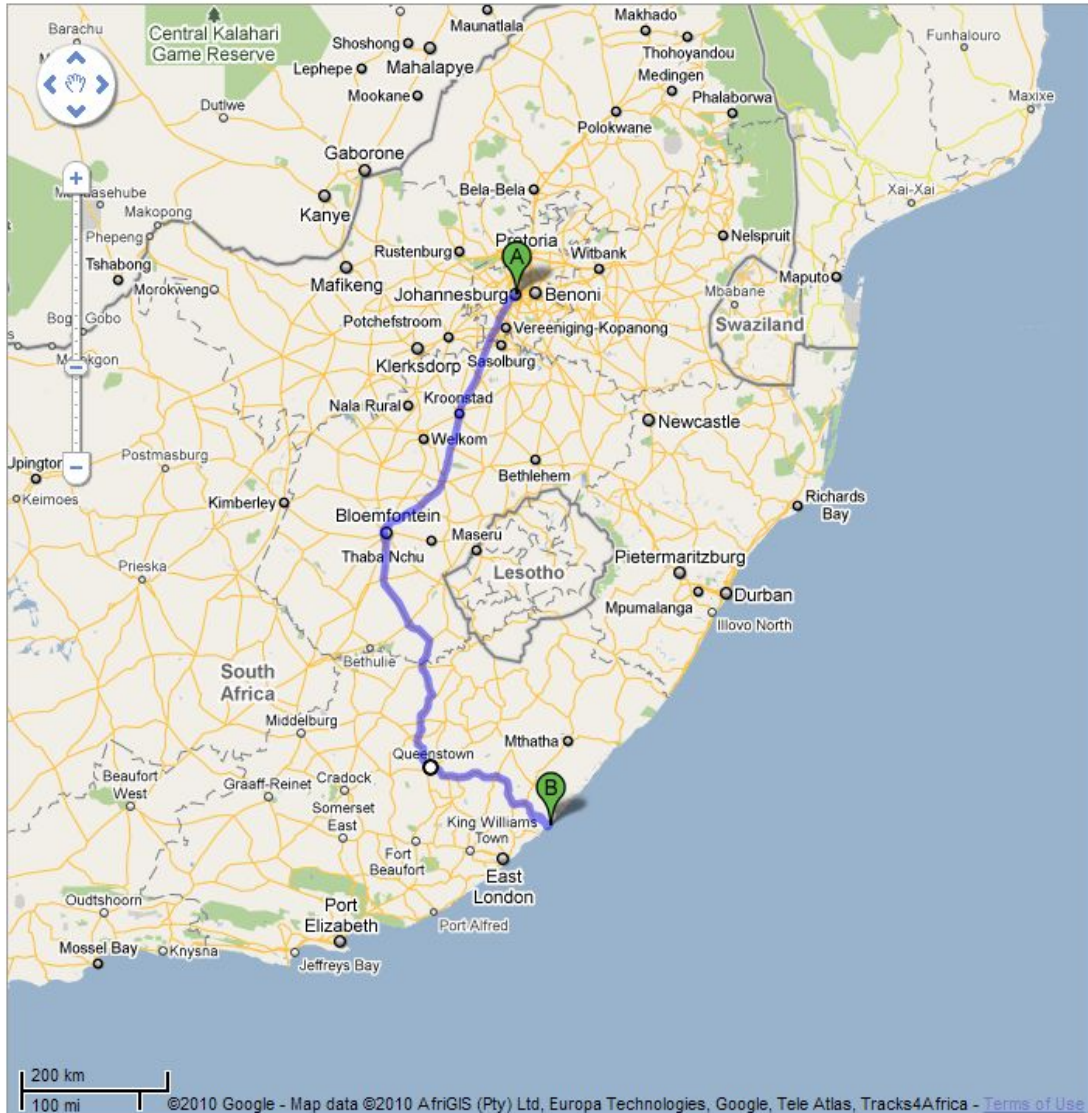 Barachu
Central Kalahari
Game Reserve
Maunatlala
Makhado
Funhalouro
Shoshong
Mahalapye
Thohoyandou
Lephepe
Medingen
Mookane
Phalaborwa
Maxixe
Dutlwe
Polokwane
Gaborone
Bela-Bela
Xai-Xai
Kanye
Makopong
Phepeng
Pretoria
Nelspruit
Rustenburg
Witbank
A
Tshabong
Mafikeng
Maputo
Morokweng
Johannesburg
Benoni
Mbabane
Potchefstroom
Vereeniging-Kopanong
Swaziland
Klerksdorp
Sasolburg
Nala Rural
Kroonstad
Newcastle
Welkom
Postmasburg
Bethlehem
Upington
Keimoes
Kimberley
Richards
Bay
Bloemfontein
Maseru
Thaba Nchu
Pietermaritzburg
Lesotho
Prieska
Durban
Mpumalanga
Illovo North
Bethulie
South
Africa
Middelburg
Mthatha
Queenstown
Beaufort
West
Graaff-Reinet
Cradock
B
Somerset
East
King Williams
Town
Fort
Beaufort
East
London
Oudtshoorn
Port
Elizabeth
Port Alfred
Mossel Bay
Knysna
Jeffreys Bay
200 km
100 mi
©2010 Google - Map data ©2010 AfriGIS (Pty) Ltd, Europa Technologies, Google, Tele Atlas, Tracks4Africa - Terms of Use